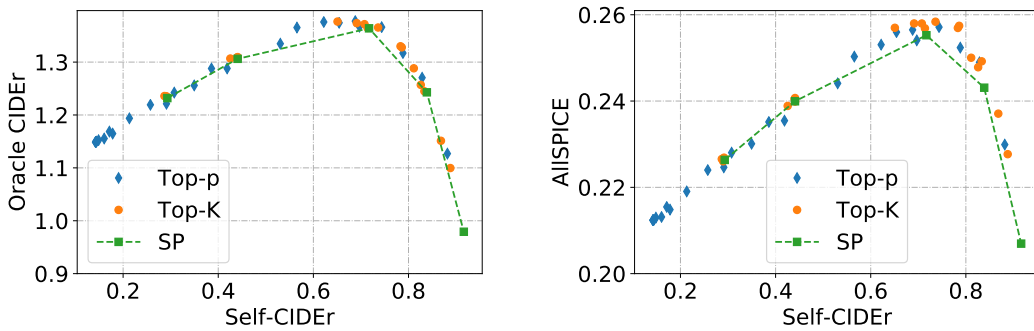 Oracle CIDEr
1.3
1.2
1.1
1.0
0.9
Top-p
Top-K
SP
0.2
0.4
0.6
0.8
Self-CIDEr
AllSPICE
0.26
0.24
0.22
0.20
Top-p
Top-K
SP
0.2
0.4
0.6
0.8
Self-CIDEr